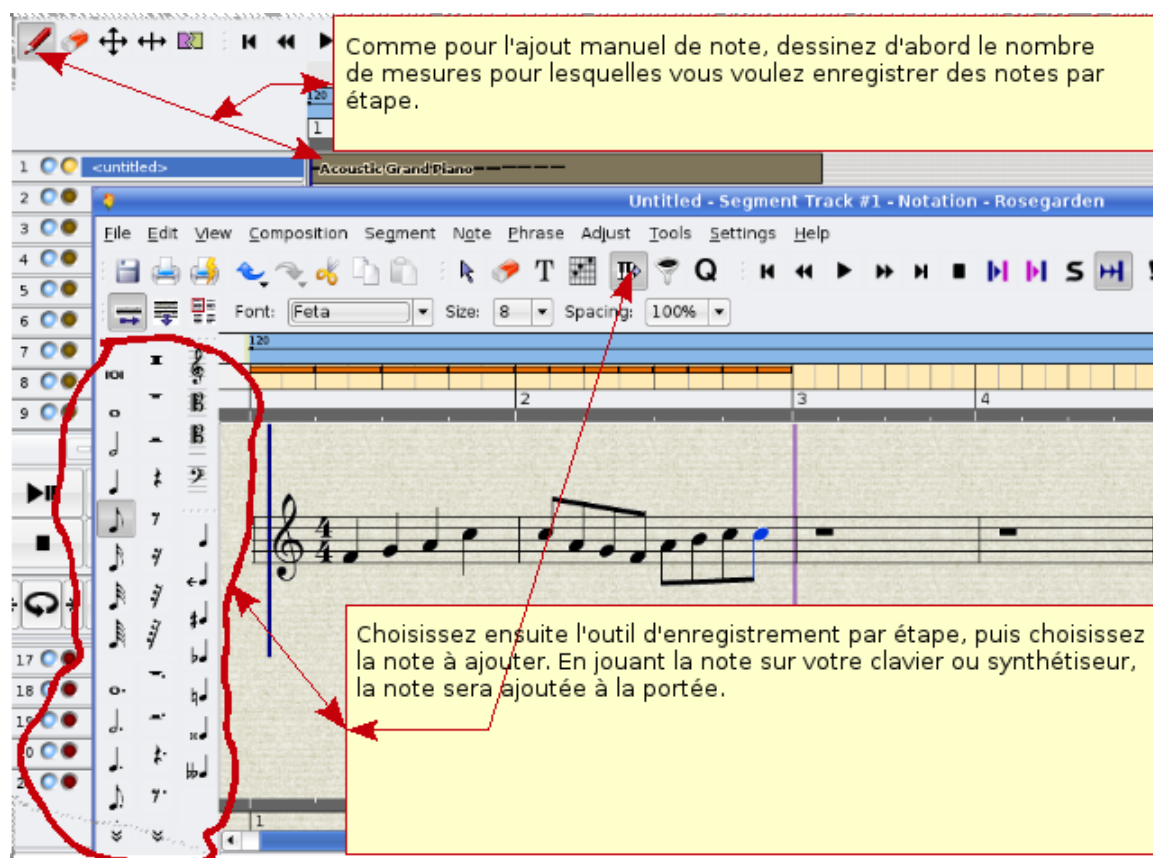 Comme pour l'ajout manuel de note, dessinez d'abord le nombre
de mesures pour lesquelles vous voulez enregistrer des notes par
étape.
120
1
1 <untitled> Acoustic Grand Piano
2
Untitled - Segment Track #1 - Notation - Rosegarden
3
File Edit View Composition Segment Note Phrase Adjust Tools Settings Help
4
5
6
Font: Feta Size: 8 Spacing: 100%
7
120
8
9
2 3 4
Choisissez ensuite l'outil d'enregistrement par étape, puis choisissez
la note à ajouter. En jouant la note sur votre clavier ou synthétiseur,
la note sera ajoutée à la portée.
17
18
1